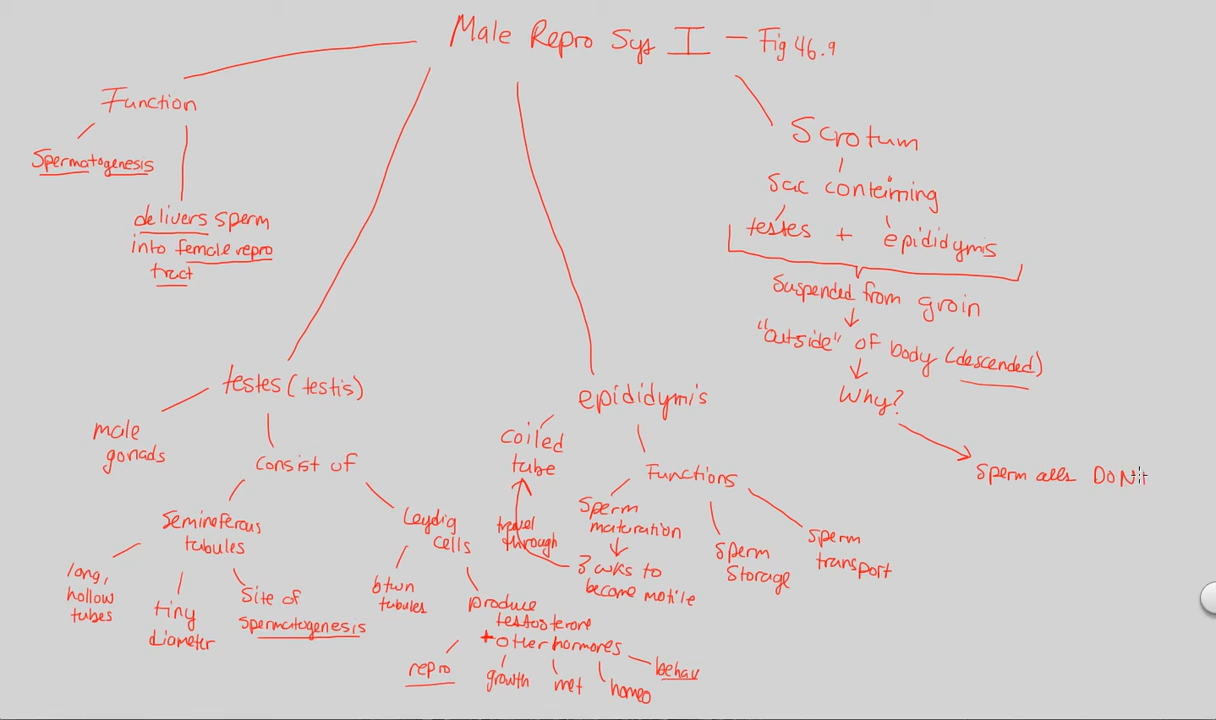 Male Repro Sys I - Fig 46.9
Function
Spermatogenesis
delivers sperm
into female repro
tract
Scrotum
sac containing
testes + epididymis
suspended from groin
"outside" of body (descended)
Why?
Sperm cells DON't
testes (testis)
male
gonads
consist of
Seminiferous
tubules
long,
hollow
tubes
tiny
diameter
Site of
spermatogenesis
Leydig
cells
btwn
tubules
produce
testosterone
+ other hormones
repro
growth
met
homeo
behav
epididymis
coiled
tube
travel
through
Functions
Sperm
maturation
3 wks to
become motile
Sperm
Storage
Sperm
transport